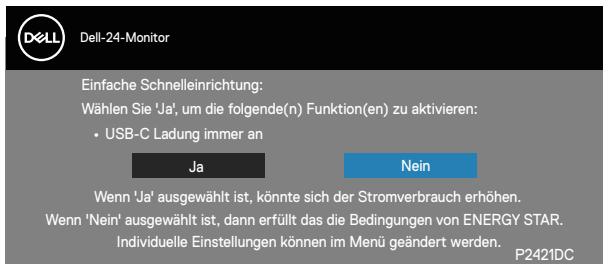 DELL Dell-24-Monitor
Einfache Schnelleinrichtung:
Wählen Sie 'Ja', um die folgende(n) Funktion(en) zu aktivieren:
• USB-C Ladung immer an
Ja Nein
Wenn 'Ja' ausgewählt ist, könnte sich der Stromverbrauch erhöhen.
Wenn 'Nein' ausgewählt ist, dann erfüllt das die Bedingungen von ENERGY STAR.
Individuelle Einstellungen können im Menü geändert werden.
P2421DC